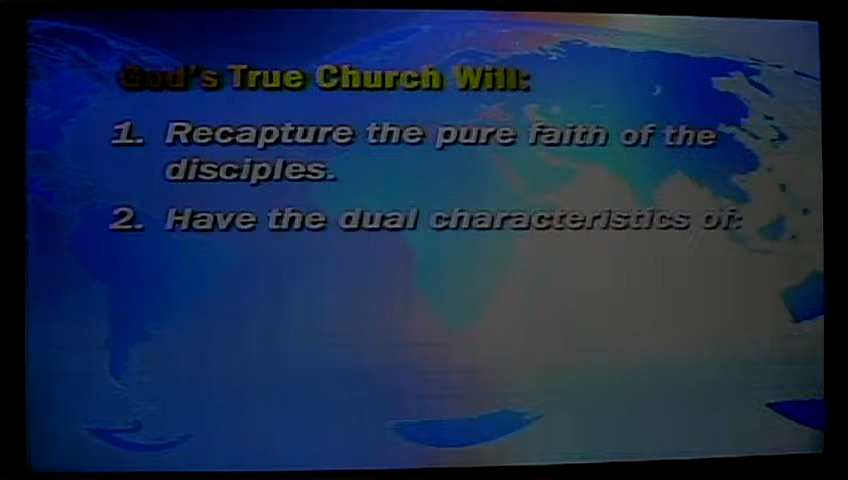 God's True Church Will:
1. Recapture the pure faith of the
disciples.
2. Have the dual characteristics of: